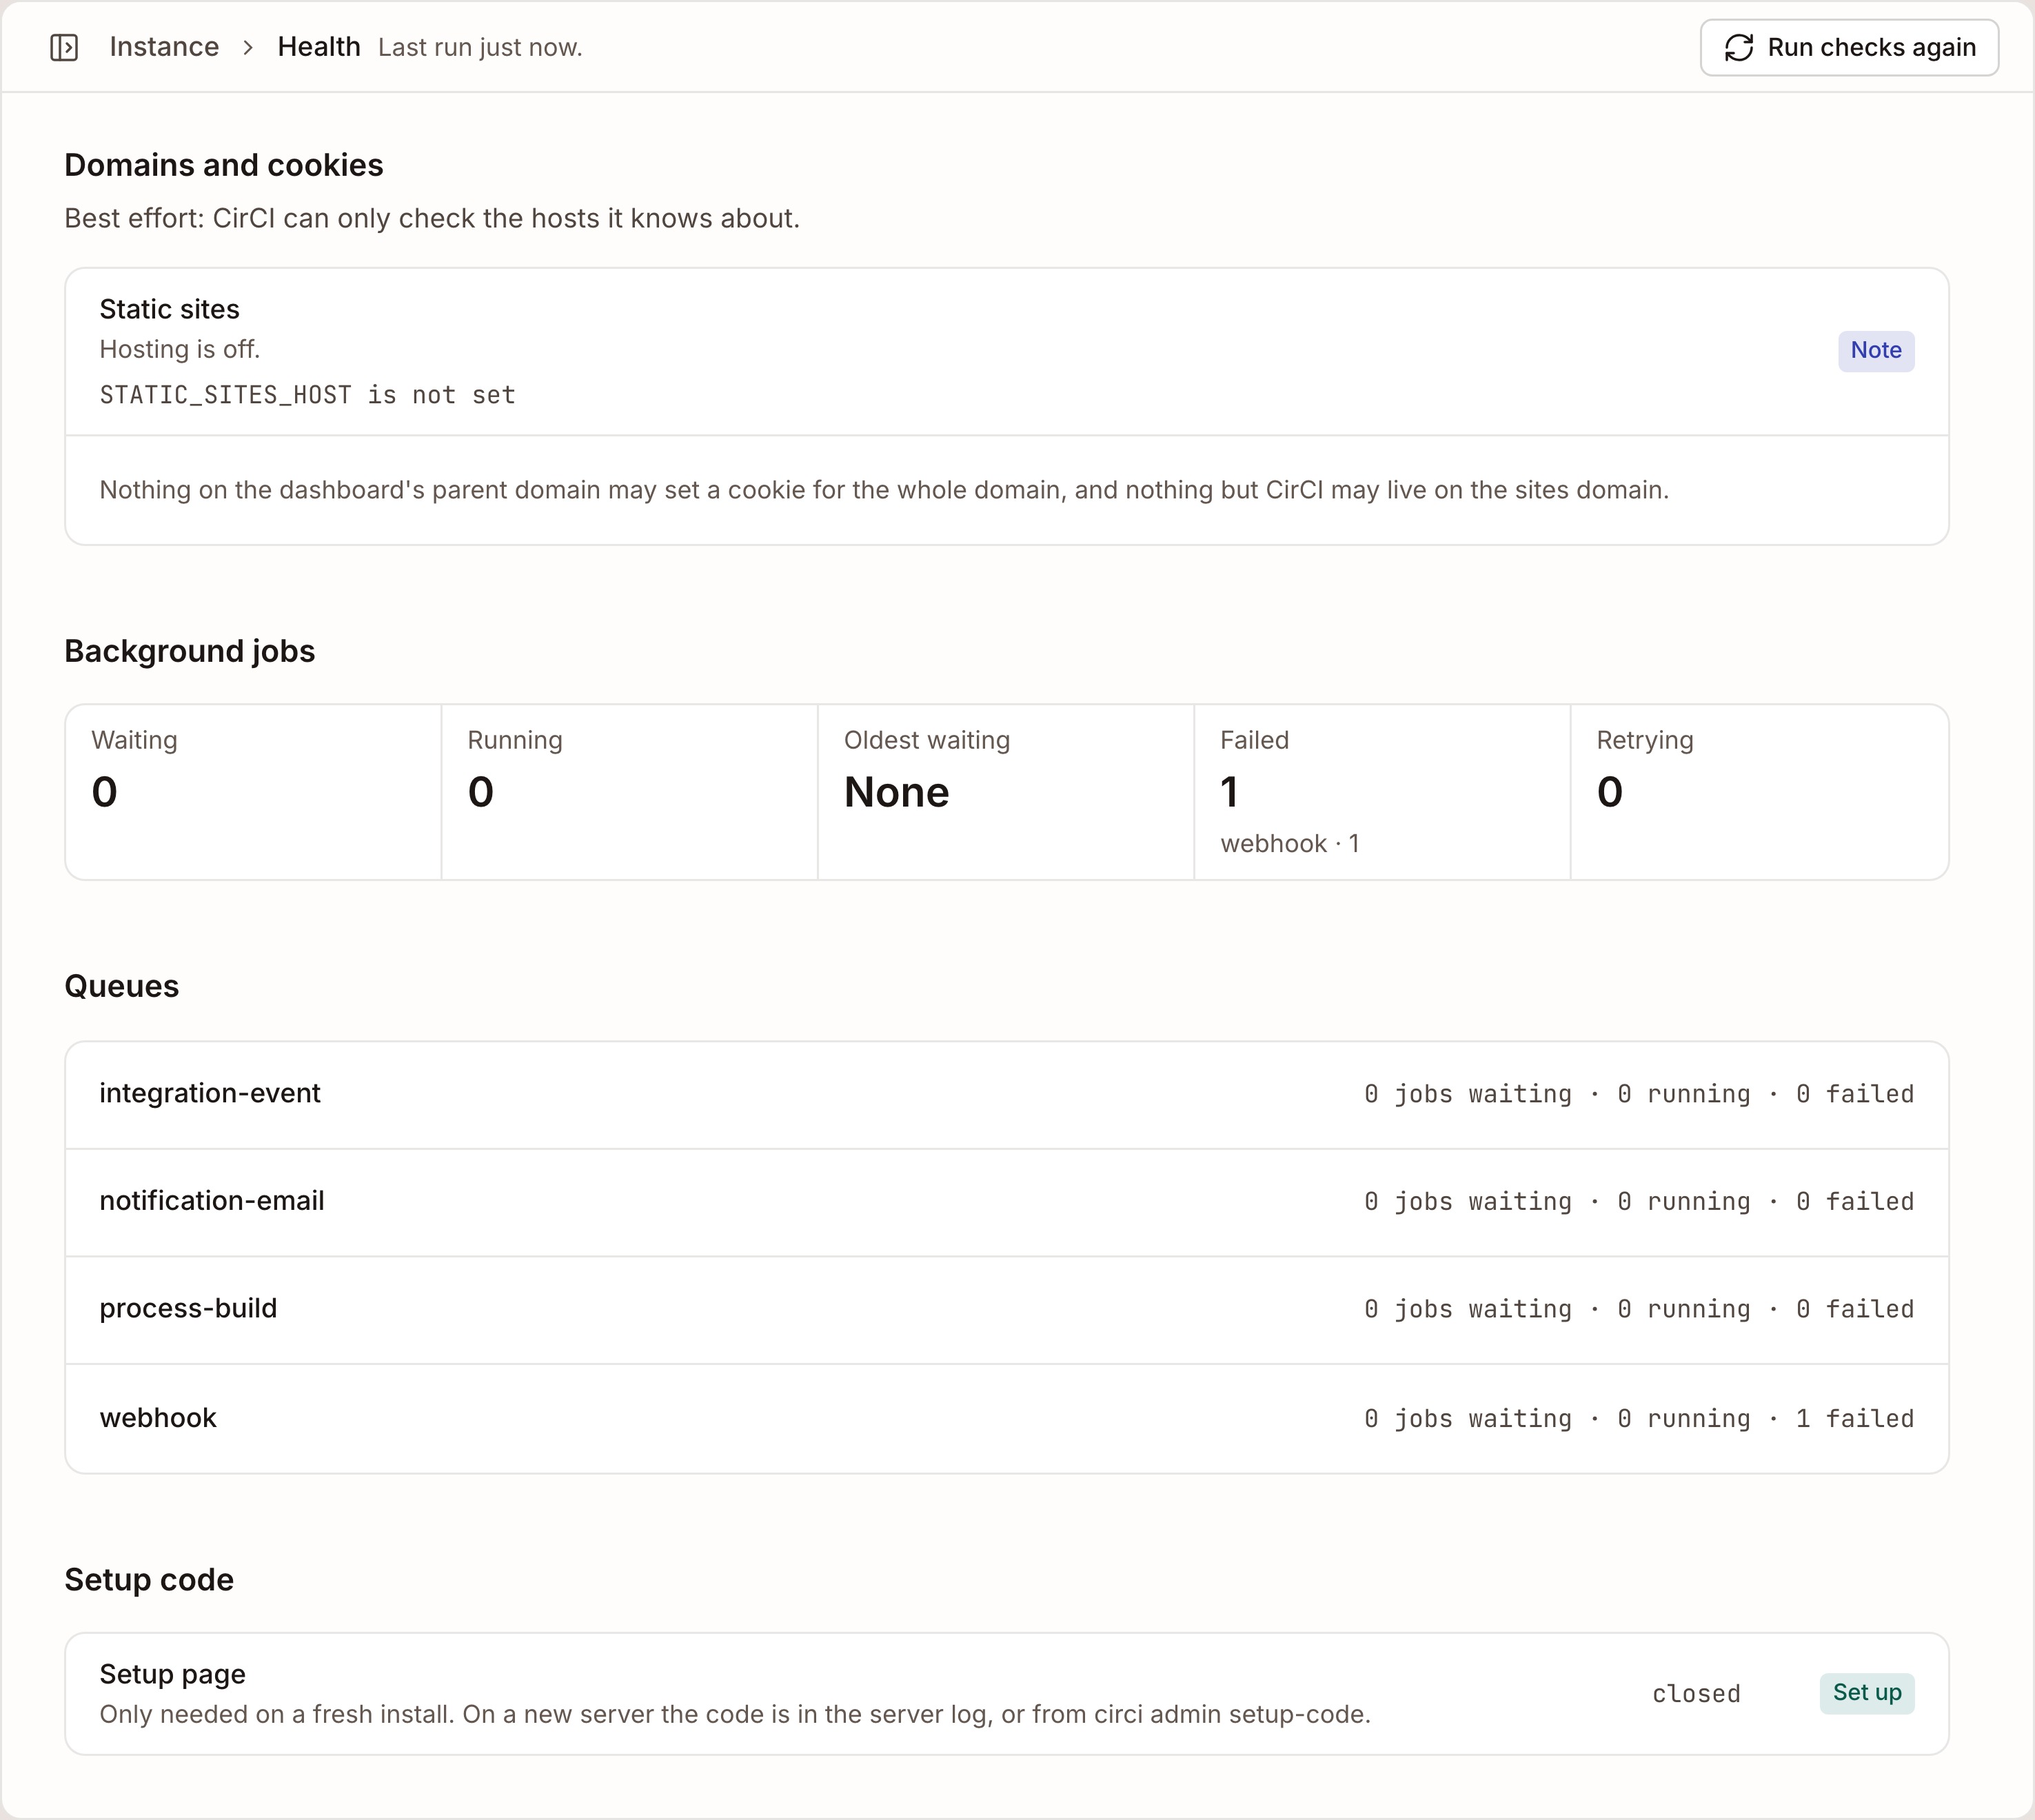 Instance > Health Last run just now.
Run checks again
Domains and cookies
Best effort: CirCI can only check the hosts it knows about.
Static sites
Hosting is off.
STATIC_SITES_HOST is not set
Note
Nothing on the dashboard's parent domain may set a cookie for the whole domain, and nothing but CirCI may live on the sites domain.
Background jobs
Waiting
0
Running
0
Oldest waiting
None
Failed
1
webhook · 1
Retrying
0
Queues
integration-event
0 jobs waiting · 0 running · 0 failed
notification-email
0 jobs waiting · 0 running · 0 failed
process-build
0 jobs waiting · 0 running · 0 failed
webhook
0 jobs waiting · 0 running · 1 failed
Setup code
Setup page
Only needed on a fresh install. On a new server the code is in the server log, or from circi admin setup-code.
closed
Set up